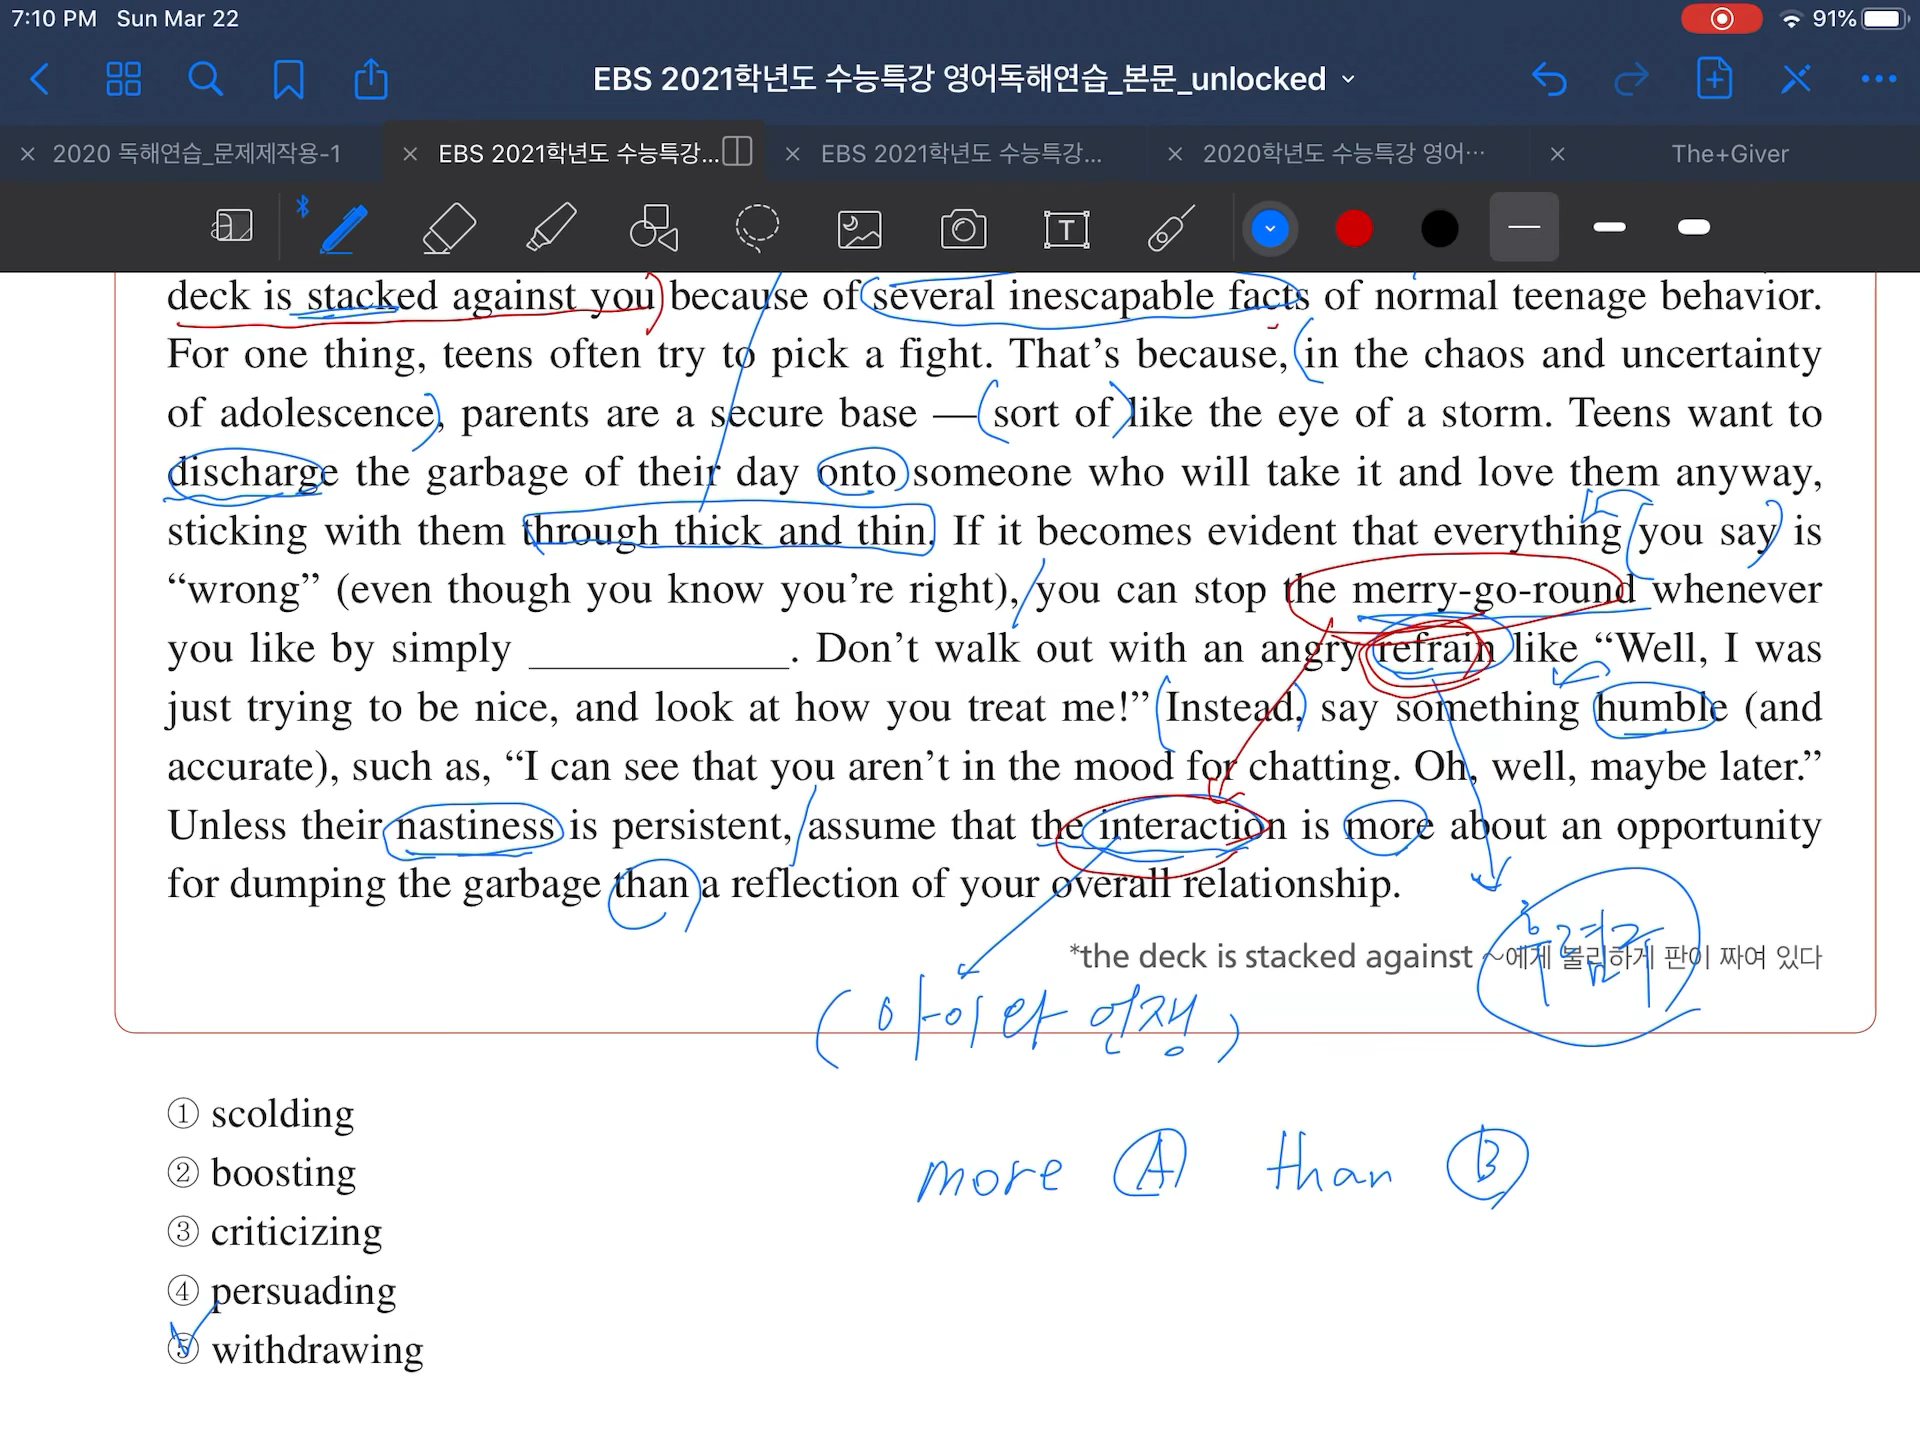 7:10 PM Sun Mar 22 91%
EBS 2021학년도 수능특강 영어독해연습_본문_unlocked
2020 독해연습_문제제작용-1 EBS 2021학년도 수능특강... EBS 2021학년도 수능특강... 2020학년도 수능특강 영어… The+Giver
deck is stacked against you because of several inescapable facts of normal teenage behavior.
For one thing, teens often try to pick a fight. That's because, in the chaos and uncertainty
of adolescence, parents are a secure base — sort of like the eye of a storm. Teens want to
discharge the garbage of their day onto someone who will take it and love them anyway,
sticking with them through thick and thin. If it becomes evident that everything you say is
“wrong” (even though you know you're right), you can stop the merry-go-round whenever
you like by simply _____________. Don't walk out with an angry refrain like “Well, I was
just trying to be nice, and look at how you treat me!” Instead, say something humble (and
accurate), such as, “I can see that you aren't in the mood for chatting. Oh, well, maybe later.”
Unless their nastiness is persistent, assume that the interaction is more about an opportunity
for dumping the garbage than a reflection of your overall relationship.
*the deck is stacked against ~에게 불리하게 판이 짜여 있다
후렴구
(아이랑 언쟁)
① scolding
more Ⓐ than Ⓑ
② boosting
③ criticizing
④ persuading
⑤ withdrawing